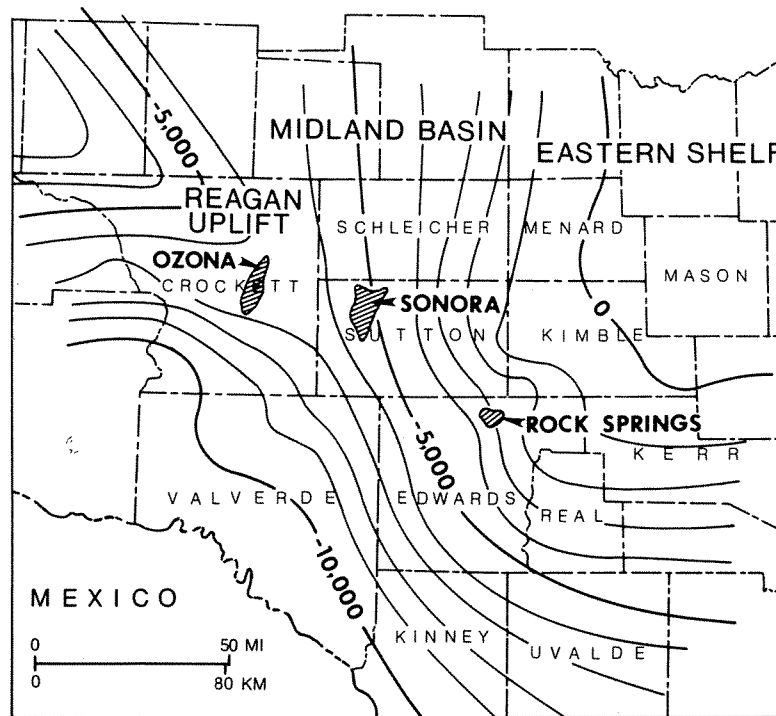 -5,000
MIDLAND BASIN
EASTERN SHELF
REAGAN
UPLIFT
SCHLEICHER
MENARD
OZONA
CROCKETT
MASON
SONORA
SUTTON
KIMBLE
0
ROCK SPRINGS
-5,000
KERR
VALVERDE
EDWARDS
REAL
-10,000
MEXICO
0 50 MI
0 80 KM
KINNEY
UVALDE